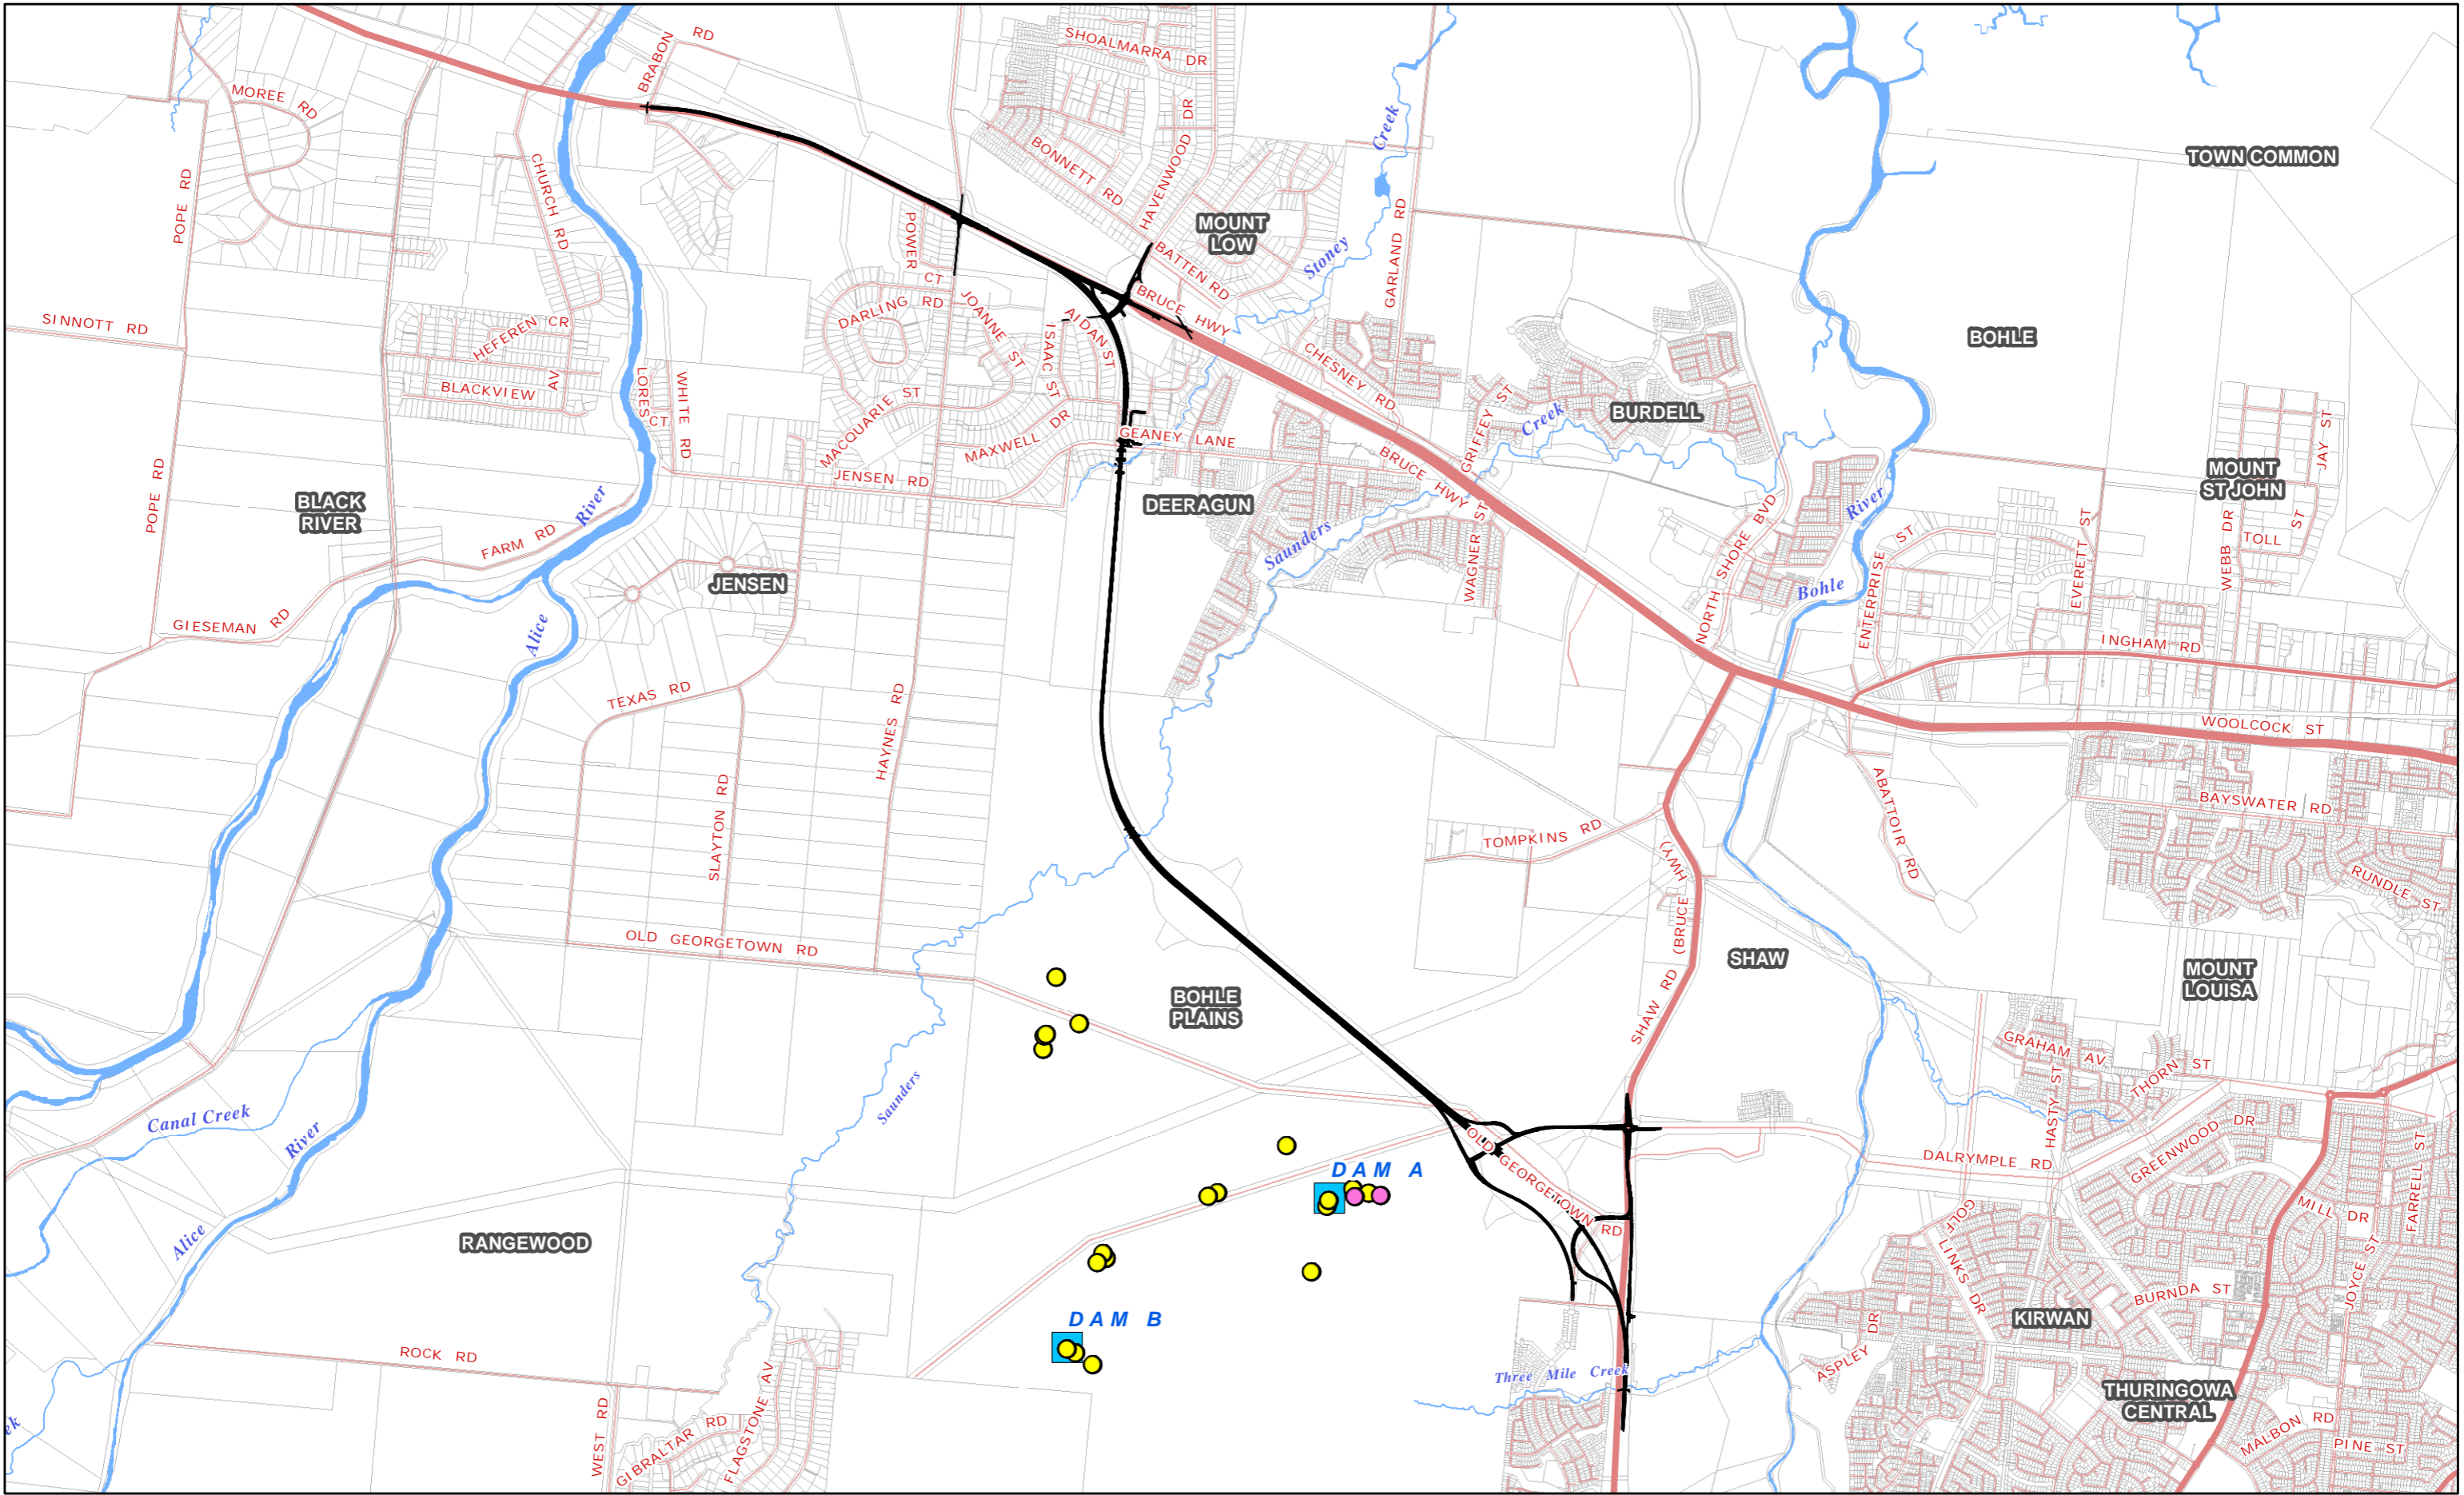 BRABON
RD
SHOALMARRA DR
MOREE RD
Creek
BONNETT RD
HAVENWOOD DR
TOWN COMMON
CHURCH RD
POPE RD
POWER
CT
MOUNT
LOW
BATTEN RD
Stoney
GARLAND RD
SINNOTT RD
DARLING RD
JOANNE ST
AIDAN ST
ISAAC ST
BRUCE HWY
BOHLE
HEFEREN CR
BLACKVIEW
AV
LORES
CT
WHITE RD
MACQUARIE ST
MAXWELL DR
CHESNEY RD
GRIFFEY ST
Creek
BURDELL
JAY ST
GEANEY LANE
BRUCE HWY
JENSEN RD
MOUNT
ST JOHN
POPE RD
BLACK
RIVER
River
DEERAGUN
WAGNER ST
NORTH SHORE BVD
River
WEBB DR
TOLL ST
FARM RD
Saunders
ENTERPRISE ST
EVERETT ST
JENSEN
Bohle
GIESEMAN RD
Alice
INGHAM RD
TEXAS RD
HAYNES RD
WOOLCOCK ST
SLAYTON RD
ABATTOIR RD
BAYSWATER RD
TOMPKINS RD
RUNDLE ST
SHAW RD (BRUCE
HWY)
OLD GEORGETOWN RD
SHAW
MOUNT
LOUISA
BOHLE
PLAINS
GRAHAM AV
THORN ST
HASTY ST
Canal Creek
Saunders
River
GREENWOOD DR
FARRELL ST
OLD GEORGETOWN RD
DALRYMPLE RD
DAM A
MILL DR
GOLF
LINKS DR
Alice
RANGEWOOD
JOYCE ST
BURNDA ST
KIRWAN
DAM B
ASPLEY DR
ROCK RD
Three Mile Creek
THURINGOWA
CENTRAL
WEST RD
GIBRALTAR RD
FLAGSTONE AV
MALBON RD
PINE ST
ek